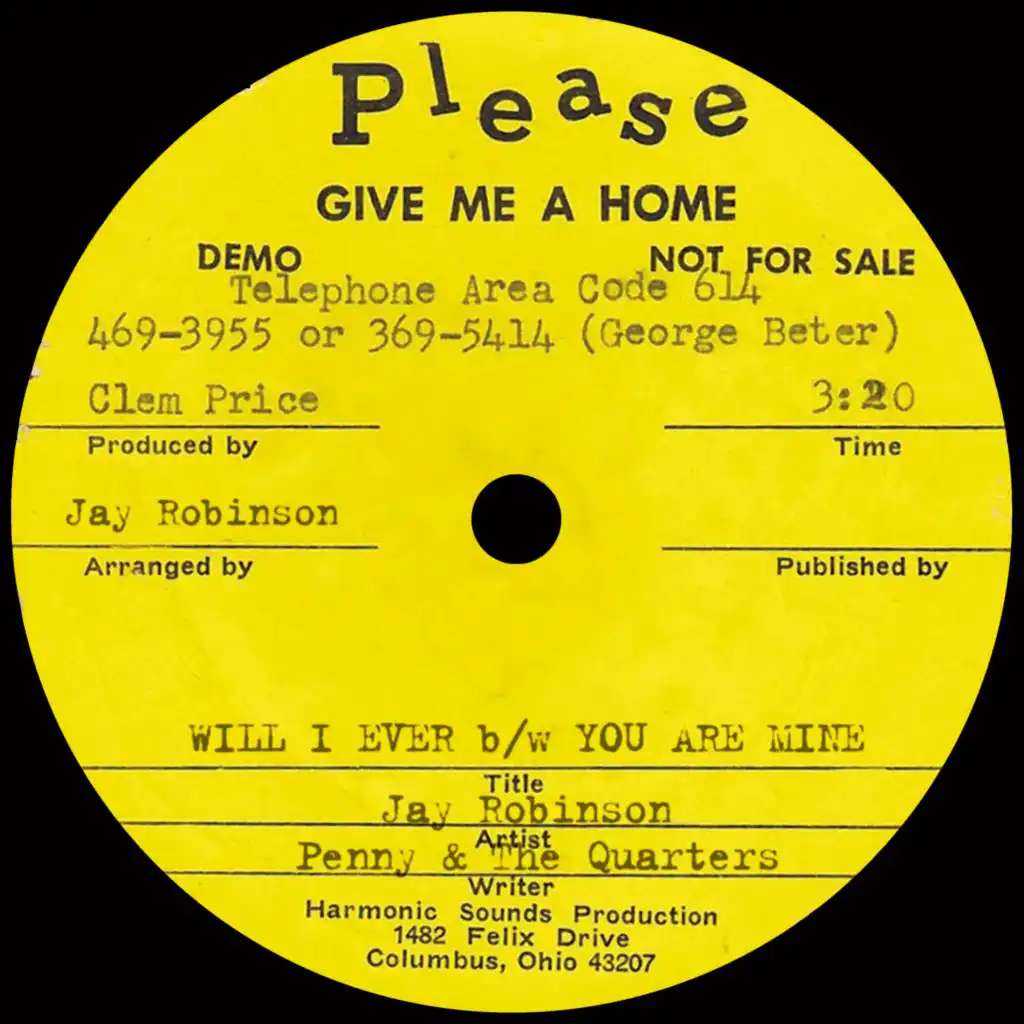 Please
GIVE ME A HOME
DEMO NOT FOR SALE
Telephone Area Code 614
469-3955 or 369-5414 (George Beter)
Clem Price 3:20
Produced by Time
Jay Robinson
Arranged by Published by
WILL I EVER b/w YOU ARE MINE
Title
Jay Robinson
Artist
Penny & The Quarters
Writer
Harmonic Sounds Production
1482 Felix Drive
Columbus, Ohio 43207